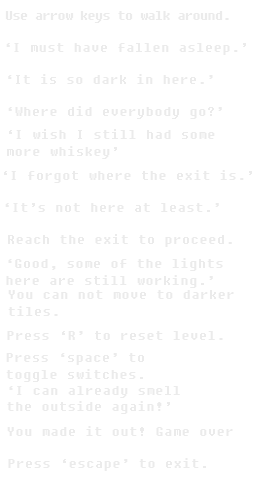 Use arrow keys to walk around.
‘I must have fallen asleep.’
‘It is so dark in here.’
‘Where did everybody go?’
‘I wish I still had some
more whiskey’
‘I forgot where the exit is.’
‘It's not here at least.’
Reach the exit to proceed.
‘Good, some of the lights
here are still working.’
You can not move to darker
tiles.
Press ‘R’ to reset level.
Press ‘space’ to
toggle switches.
‘I can already smell
the outside again!’
You made it out! Game over
Press ‘escape’ to exit.